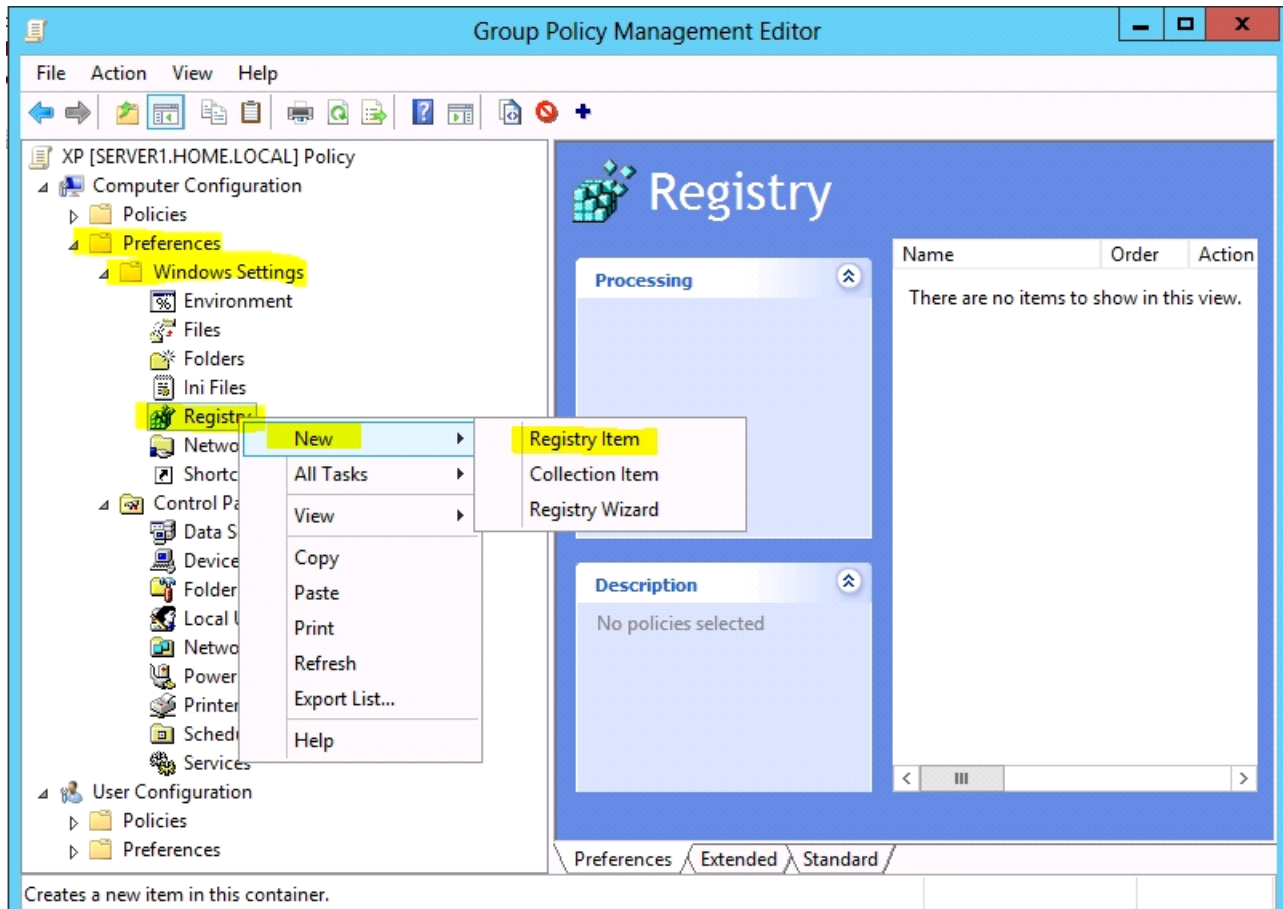 Group Policy Management Editor
File Action View Help
XP [SERVER1.HOME.LOCAL] Policy
Computer Configuration
Policies
Preferences
Windows Settings
Environment
Files
Folders
Ini Files
Registry
Netwo
Shortc
Control Pa
Data S
Device
Folder
Local U
Netwo
Power
Printer
Sched
Services
User Configuration
Policies
Preferences
New
All Tasks
View
Copy
Paste
Print
Refresh
Export List...
Help
Registry Item
Collection Item
Registry Wizard
Registry
Processing
Description
No policies selected
Name Order Action
There are no items to show in this view.
Preferences Extended Standard
Creates a new item in this container.